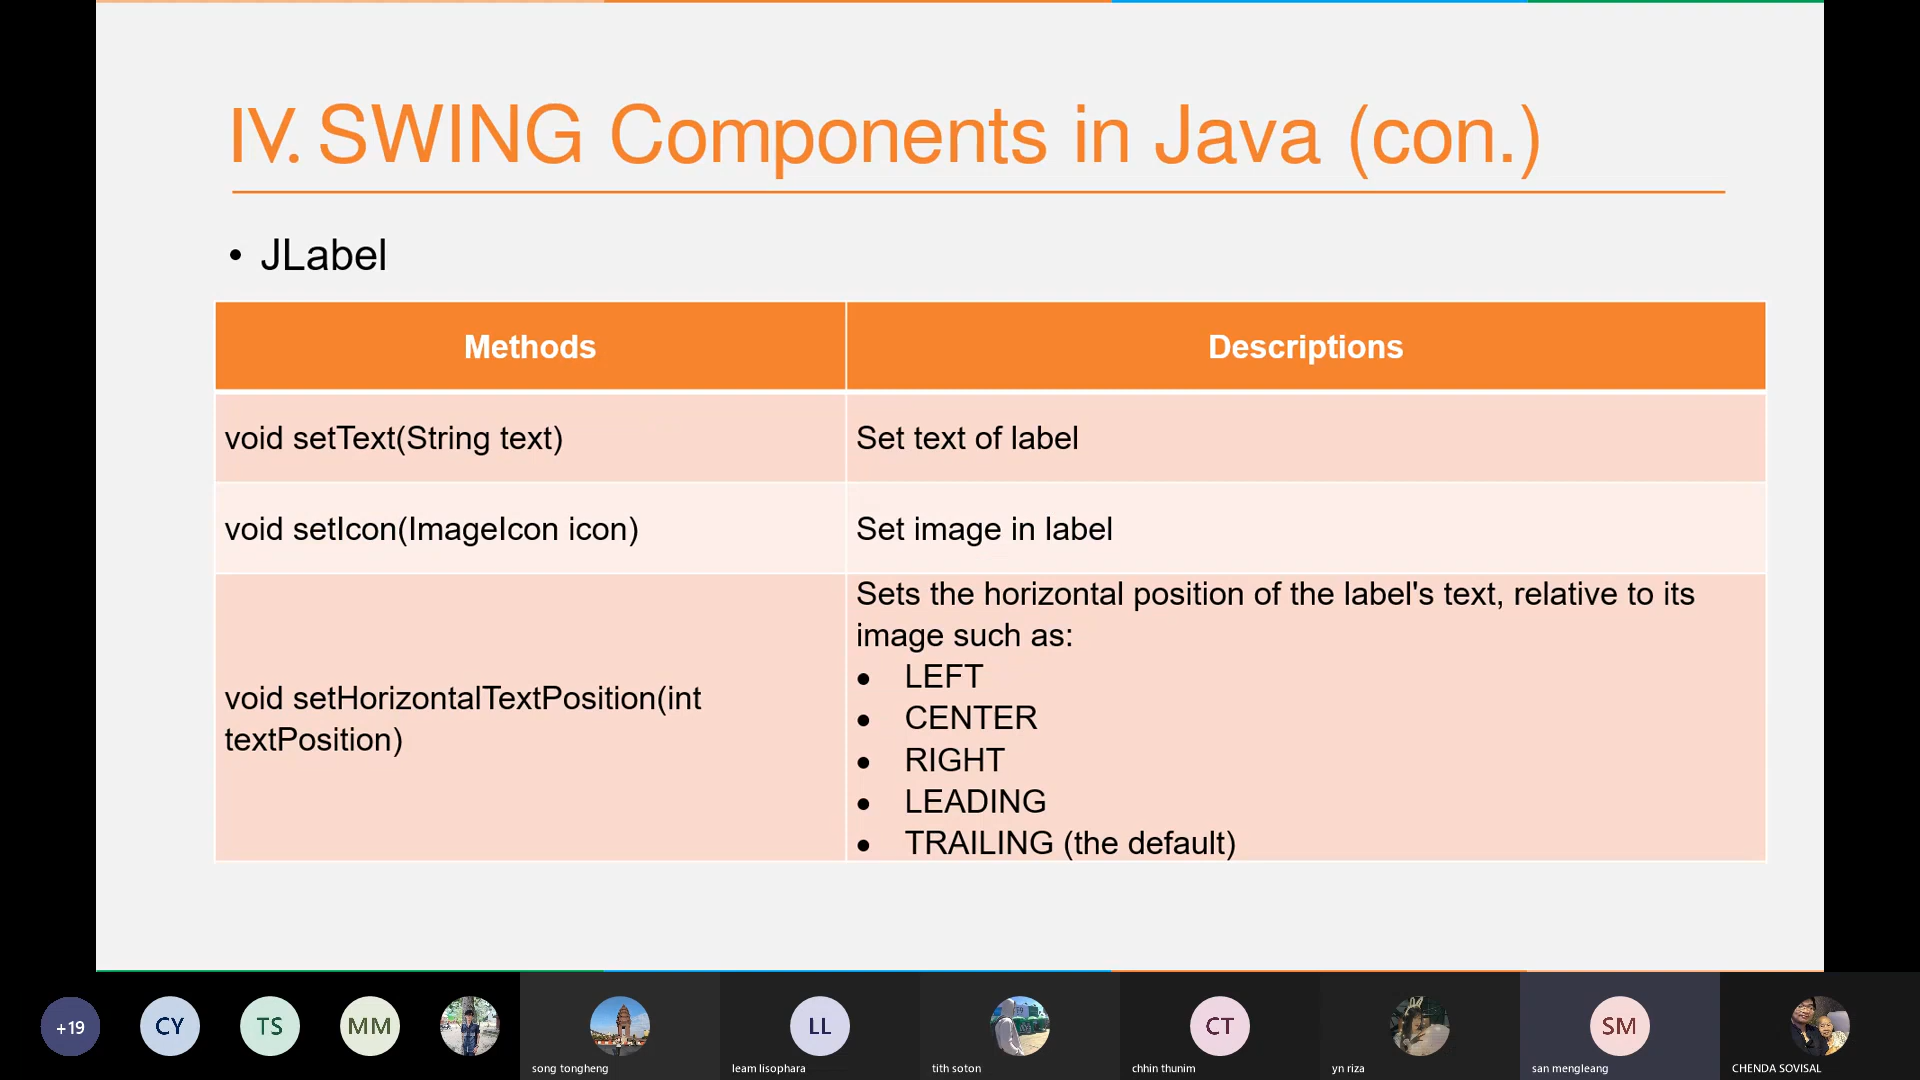 IV. SWING Components in Java (con.)
• JLabel
Methods
Descriptions
void setText(String text)
Set text of label
void setIcon(ImageIcon icon)
Set image in label
void setHorizontalTextPosition(int
textPosition)
Sets the horizontal position of the label's text, relative to its
image such as:
• LEFT
• CENTER
• RIGHT
• LEADING
• TRAILING (the default)
+19
CY
TS
MM
LL
CT
SM
song tongheng
leam lisophara
tith soton
chhin thunim
yn riza
san mengleang
CHENDA SOVISAL